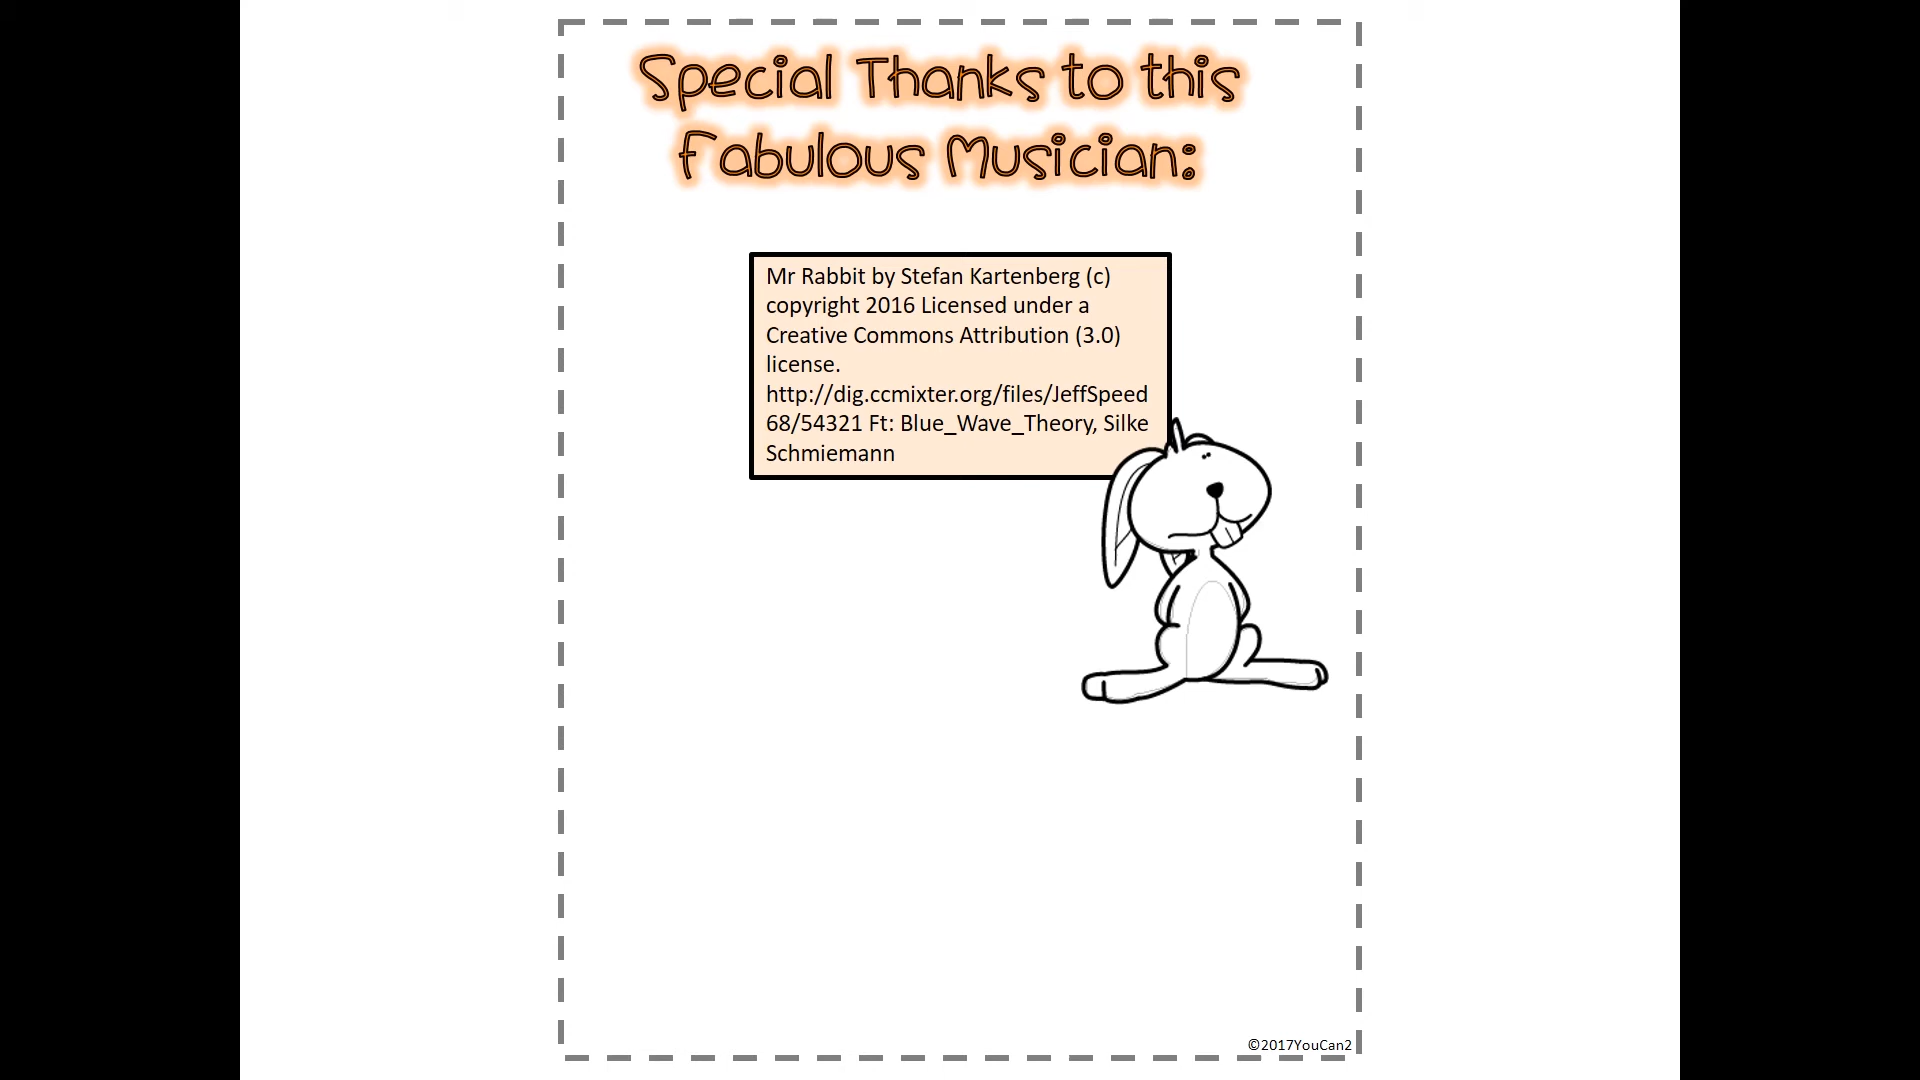 Special Thanks to this
Fabulous Musician:
Mr Rabbit by Stefan Kartenberg (c)
copyright 2016 Licensed under a
Creative Commons Attribution (3.0)
license.
http://dig.ccmixter.org/files/JeffSpeed
68/54321 Ft: Blue_Wave_Theory, Silke
Schmiemann
©2017YouCan2